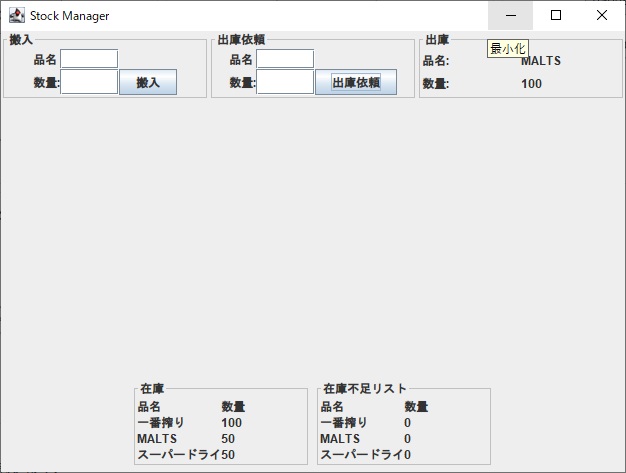 Stock Manager
搬入
品名
数量:
搬入
出庫依頼
品名
数量:
出庫依頼
出庫
最小化
品名: MALTS
数量: 100
在庫
品名 数量
一番搾り 100
MALTS 50
スーパードライ50
在庫不足リスト
品名 数量
一番搾り 0
MALTS 0
スーパードライ0